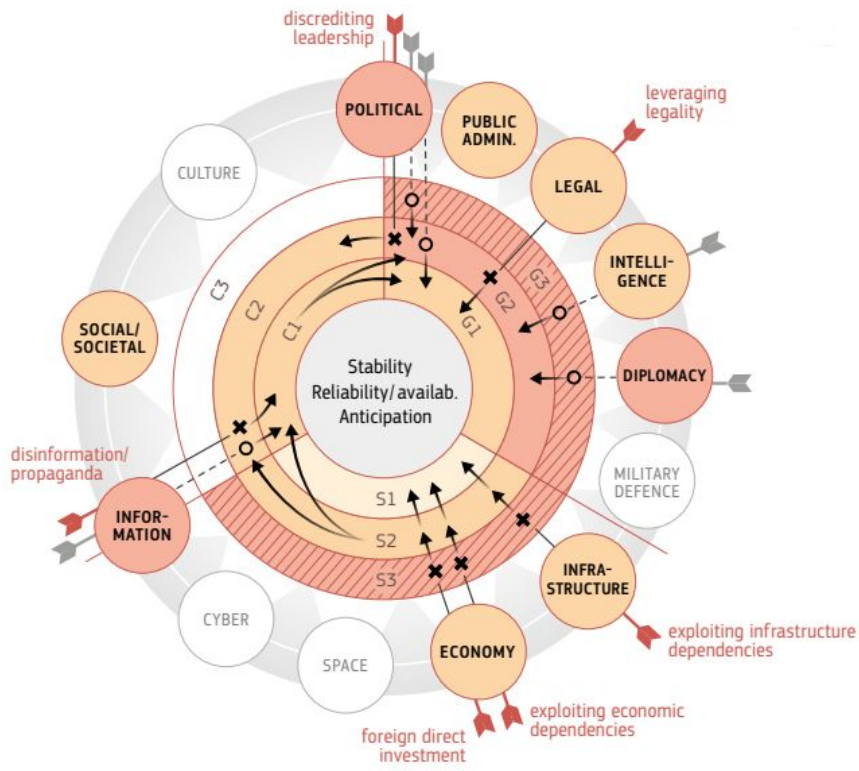 discrediting
leadership
POLITICAL
PUBLIC
ADMIN.
leveraging
legality
LEGAL
CULTURE
INTELLI-
GENCE
DIPLOMACY
MILITARY
DEFENCE
SOCIAL/
SOCIETAL
C3
C2
C1
G3
G2
G1
Stability
Reliability/availab.
Anticipation
S1
S2
S3
disinformation/
propaganda
INFOR-
MATION
CYBER
SPACE
ECONOMY
INFRA-
STRUCTURE
exploiting infrastructure
dependencies
exploiting economic
dependencies
foreign direct
investment